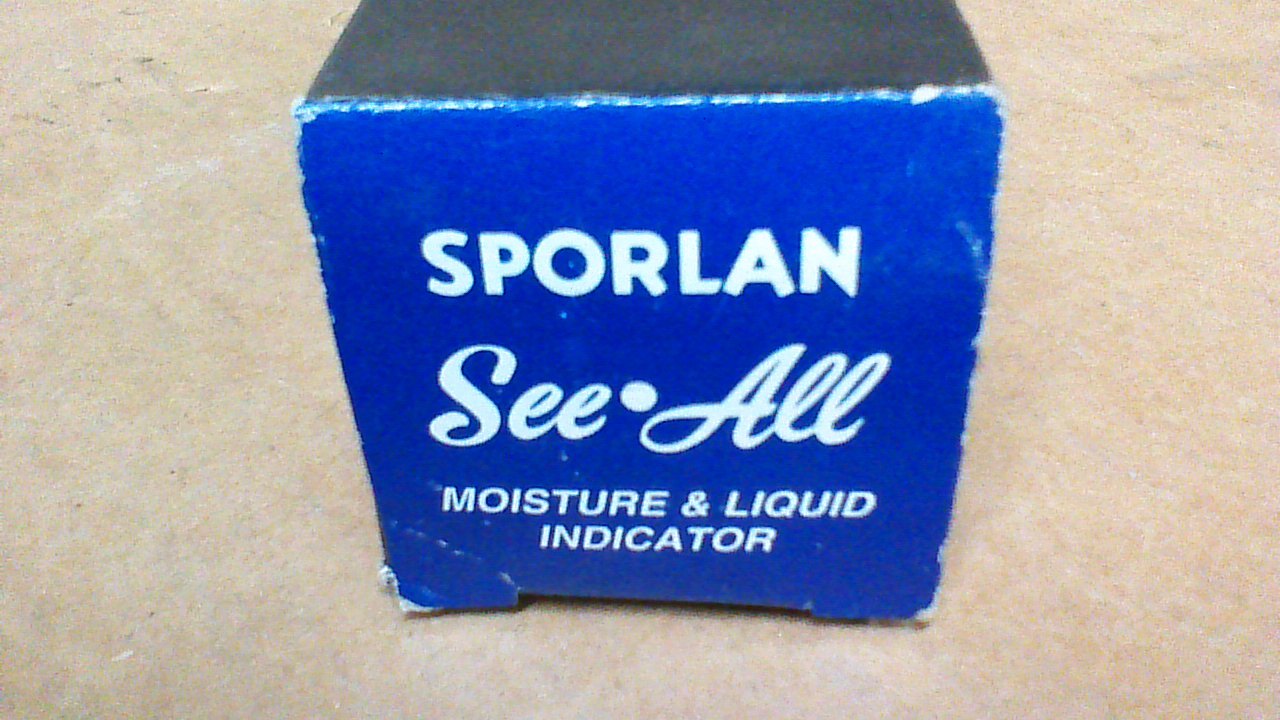 SPORLAN
See•All
MOISTURE & LIQUID
INDICATOR